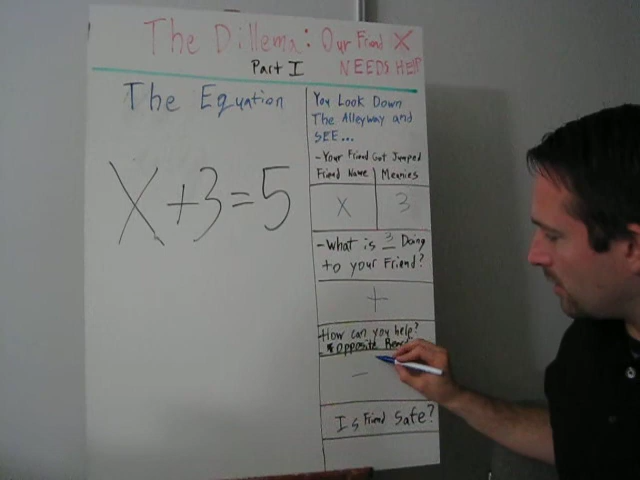 The Dillema: Our Friend X
NEEDS HELP
Part I
The Equation
X+3=5
You Look Down
The Alleyway and
SEE...
-Your Friend Got Jumped
Friend Name | Meanies
X | 3
-What is 3 Doing
to your Friend?
+
-How can you help?
Opposite
-
Is Friend Safe?